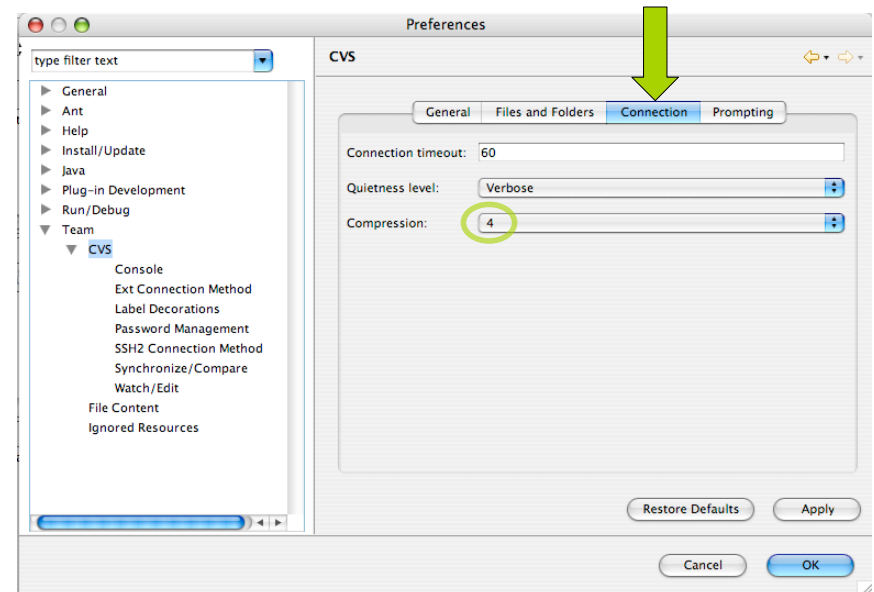 Preferences
type filter text
CVS
General
Ant
Help
Install/Update
Java
Plug-in Development
Run/Debug
Team
CVS
Console
Ext Connection Method
Label Decorations
Password Management
SSH2 Connection Method
Synchronize/Compare
Watch/Edit
File Content
Ignored Resources
General Files and Folders Connection Prompting
Connection timeout: 60
Quietness level: Verbose
Compression: 4
Restore Defaults Apply
Cancel OK